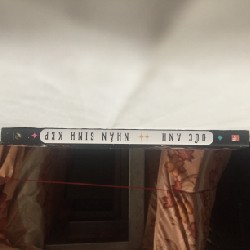 ĐỨC ANH ++ NHÂN SINH KÉP